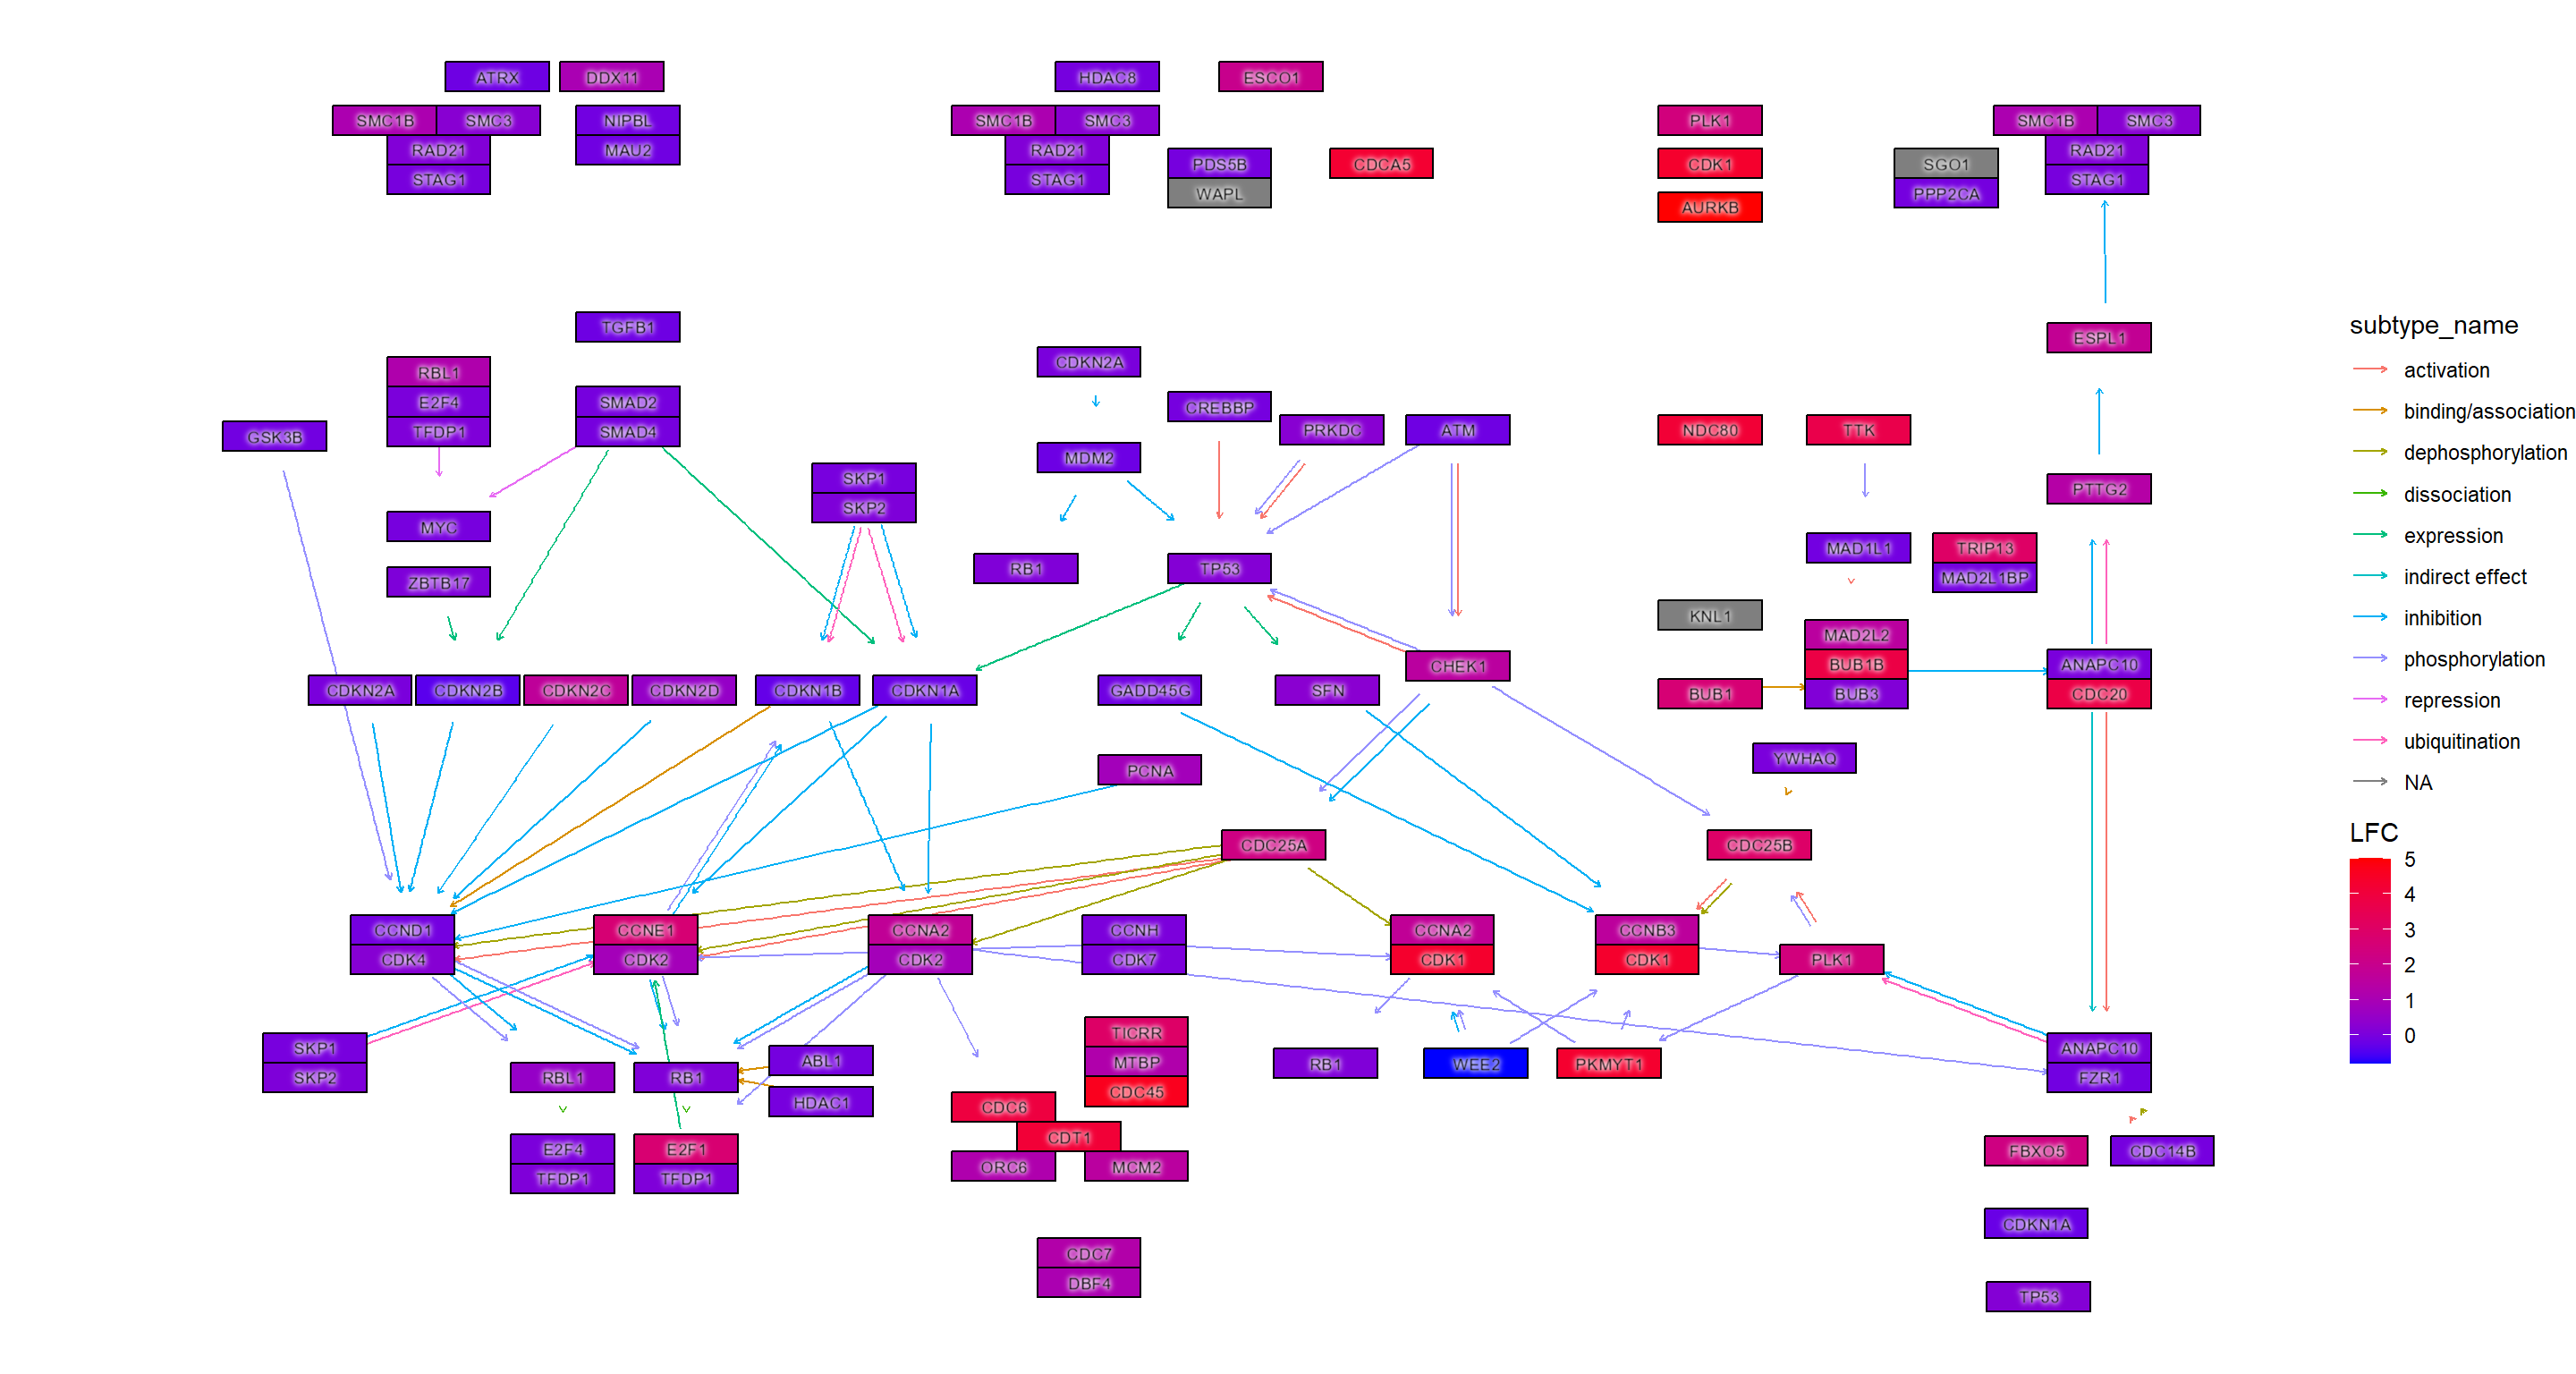 ATRX DDX11 HDAC8 ESCO1
SMC1B SMC3 NIPBL SMC1B SMC3 PLK1 SMC1B SMC3
RAD21 MAU2 RAD21 PDS5B CDCA5 CDK1 SGO1 RAD21
STAG1 STAG1 WAPL AURKB PPP2CA STAG1
TGFB1 ESPL1
RBL1 CDKN2A
E2F4 SMAD2 CREBBP
TFDP1 SMAD4 PRKDC ATM NDC80 TTK
GSK3B MDM2
SKP1 PTTG2
SKP2
MYC
RB1 TP53 MAD1L1 TRIP13
ZBTB17 MAD2L1BP
KNL1 MAD2L2
CHEK1 BUB1B ANAPC10
CDKN2A CDKN2B CDKN2C CDKN2D CDKN1B CDKN1A GADD45G SFN BUB1 BUB3 CDC20
PCNA YWHAQ
CDC25A CDC25B
CCND1 CCNE1 CCNA2 CCNH CCNA2 CCNB3
CDK4 CDK2 CDK2 CDK7 CDK1 CDK1 PLK1
SKP1 TICRR ANAPC10
SKP2 RBL1 RB1 ABL1 MTBP RB1 WEE2 PKMYT1 FZR1
HDAC1 CDC6 CDC45
CDT1
E2F4 E2F1 ORC6 MCM2 FBXO5 CDC14B
TFDP1 TFDP1
CDKN1A
CDC7
DBF4 TP53
subtype_name
activation
binding/association
dephosphorylation
dissociation
expression
indirect effect
inhibition
phosphorylation
repression
ubiquitination
NA
LFC
5
4
3
2
1
0